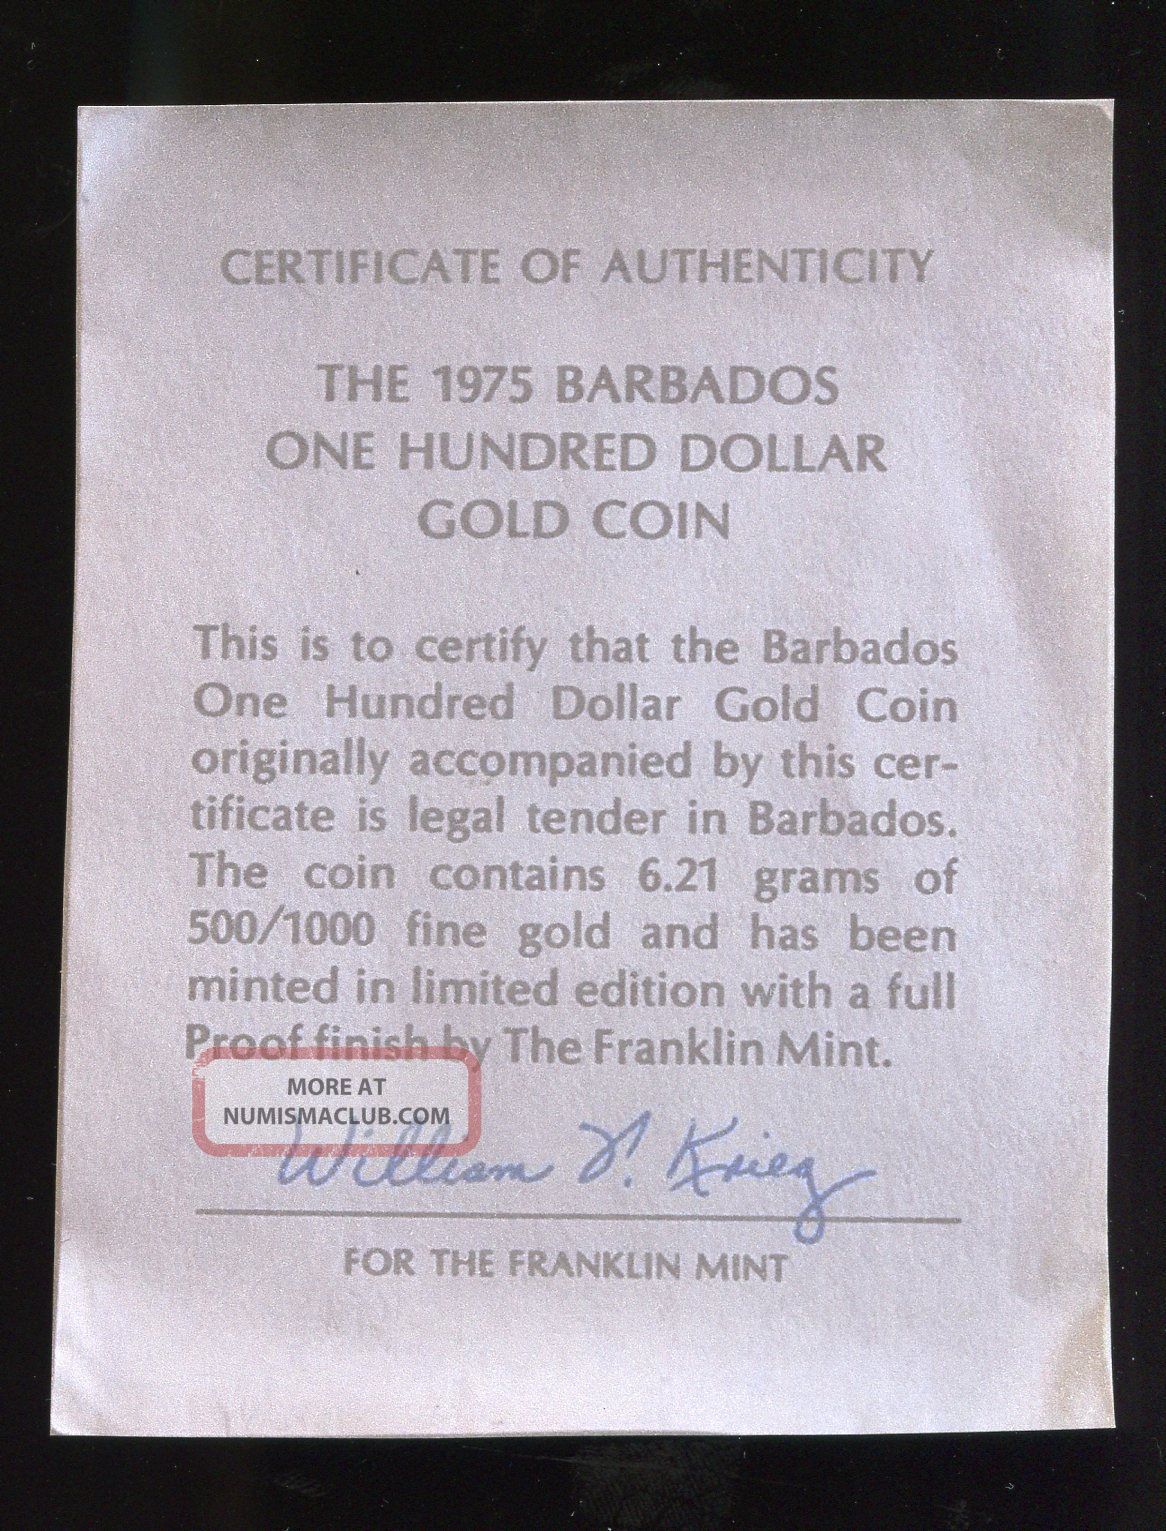 CERTIFICATE OF AUTHENTICITY
THE 1975 BARBADOS
ONE HUNDRED DOLLAR
GOLD COIN
This is to certify that the Barbados
One Hundred Dollar Gold Coin
originally accompanied by this cer-
tificate is legal tender in Barbados.
The coin contains 6.21 grams of
500/1000 fine gold and has been
minted in limited edition with a full
Proof finish by The Franklin Mint.
MORE AT
NUMISMACLUB.COM
William Krieg
FOR THE FRANKLIN MINT